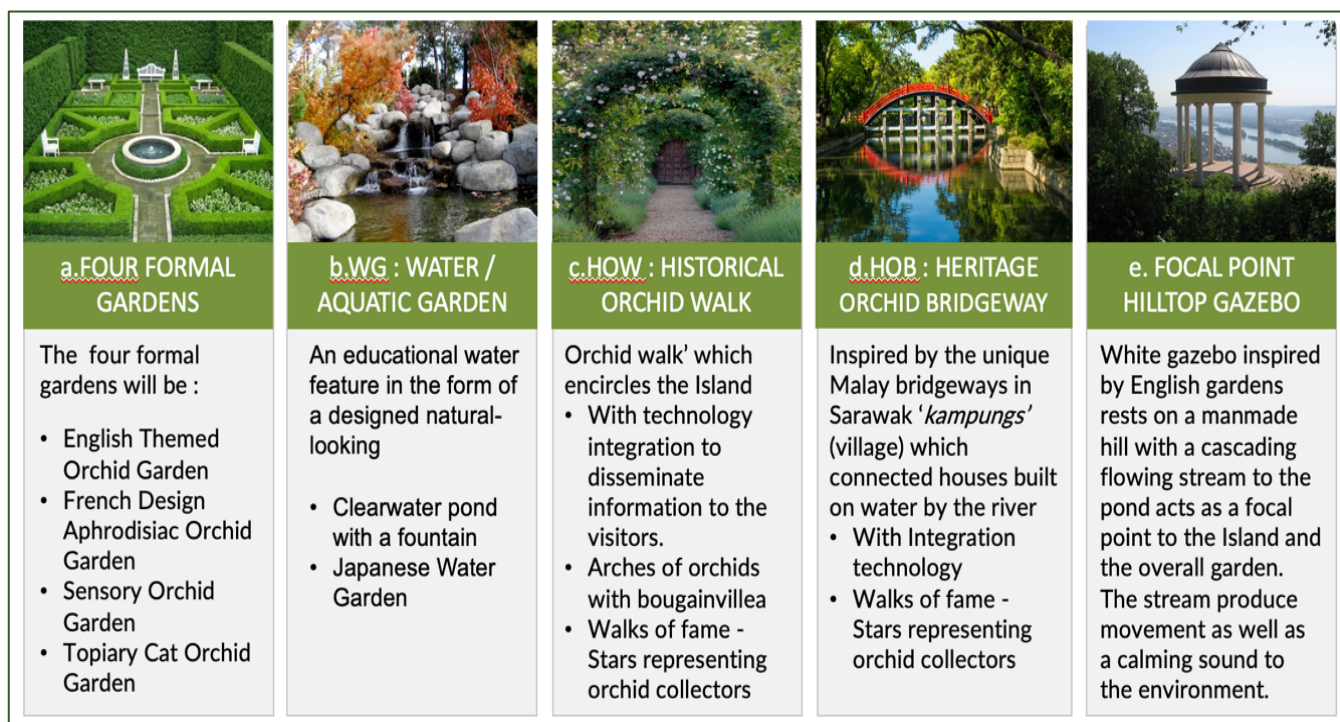 a.FOUR FORMAL
GARDENS
The  four formal
gardens will be :
• English Themed
Orchid Garden
• French Design
Aphrodisiac Orchid
Garden
• Sensory Orchid
Garden
• Topiary Cat Orchid
Garden
b.WG : WATER /
AQUATIC GARDEN
An educational water
feature in the form of
a designed natural-
looking
• Clearwater pond
with a fountain
• Japanese Water
Garden
c.HOW : HISTORICAL
ORCHID WALK
Orchid walk’ which
encircles the Island
• With technology
integration to
disseminate
information to the
visitors.
• Arches of orchids
with bougainvillea
• Walks of fame -
Stars representing
orchid collectors
d.HOB : HERITAGE
ORCHID BRIDGEWAY
Inspired by the unique
Malay bridgeways in
Sarawak ‘kampungs’
(village) which
connected houses built
on water by the river
• With Integration
technology
• Walks of fame -
Stars representing
orchid collectors
e. FOCAL POINT
HILLTOP GAZEBO
White gazebo inspired
by English gardens
rests on a manmade
hill with a cascading
flowing stream to the
pond acts as a focal
point to the Island and
the overall garden.
The stream produce
movement as well as
a calming sound to
the environment.